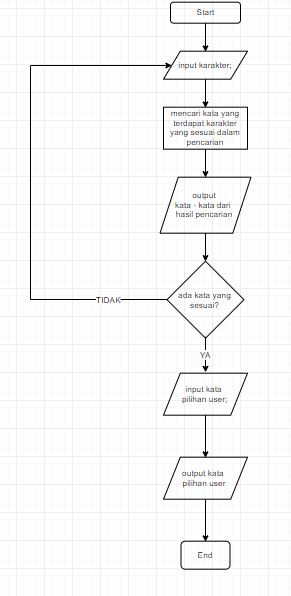 Start
input karakter;
mencari kata yang
terdapat karakter
yang sesuai dalam
pencarian
output
kata - kata dari
hasil pencarian
ada kata yang
sesuai?
TIDAK
YA
input kata
pilihan user;
output kata
pilihan user
End